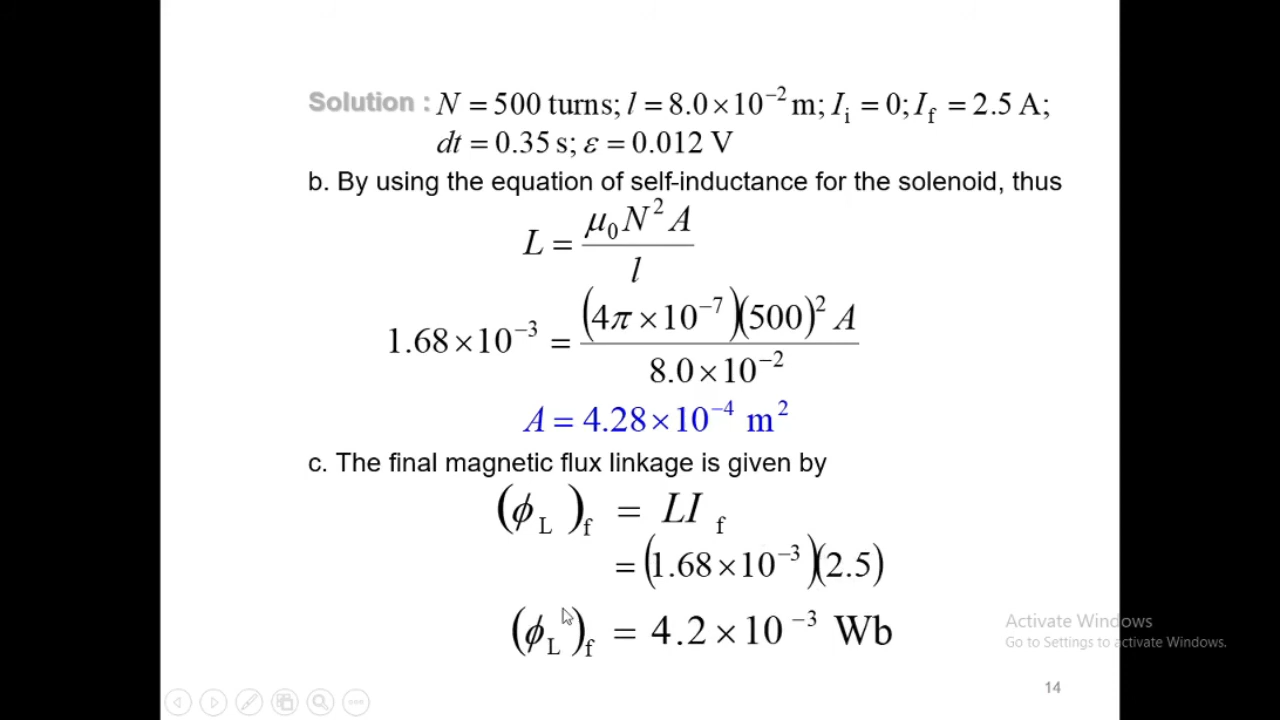 Solution : N = 500 turns; l = 8.0 × 10⁻² m; Iᵢ = 0; I_f = 2.5 A;
dt = 0.35 s; ε = 0.012 V
b. By using the equation of self-inductance for the solenoid, thus
L = μ₀N²A / l
1.68 × 10⁻³ = (4π × 10⁻⁷)(500)² A / 8.0 × 10⁻²
A = 4.28 × 10⁻⁴ m²
c. The final magnetic flux linkage is given by
(ϕ_L)_f = LI_f
= (1.68 × 10⁻³)(2.5)
(ϕ_L)_f = 4.2 × 10⁻³ Wb
Activate Windows
Go to Settings to activate Windows.
14